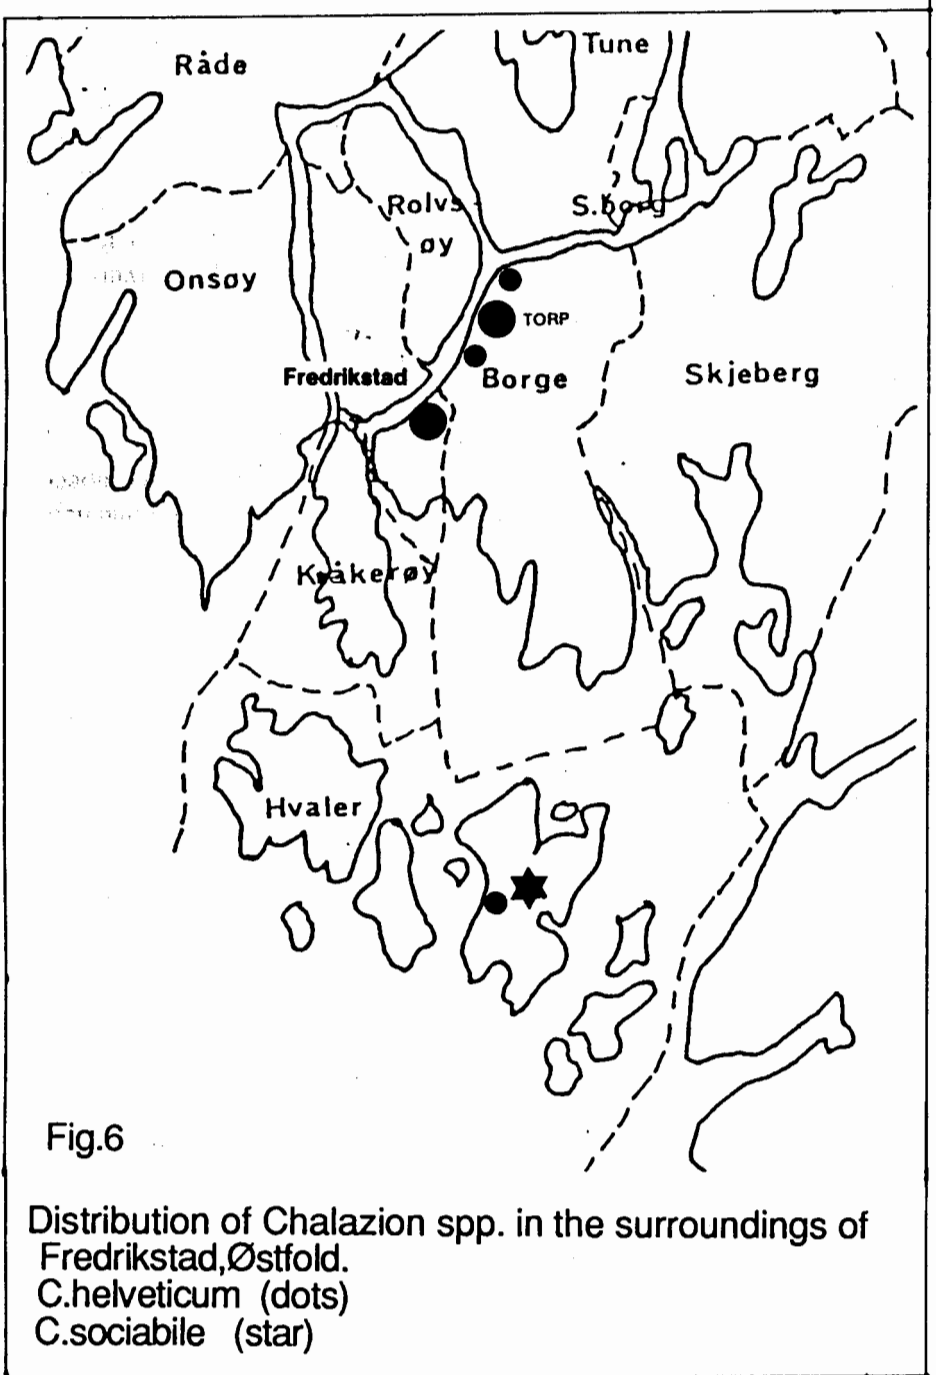 Råde
Tune
Rolvs
øy
S.borg
Onsøy
TORP
Fredrikstad
Borge
Skjeberg
Kråkerøy
Hvaler
Fig.6
Distribution of Chalazion spp. in the surroundings of
Fredrikstad,Østfold.
C.helveticum (dots)
C.sociabile (star)